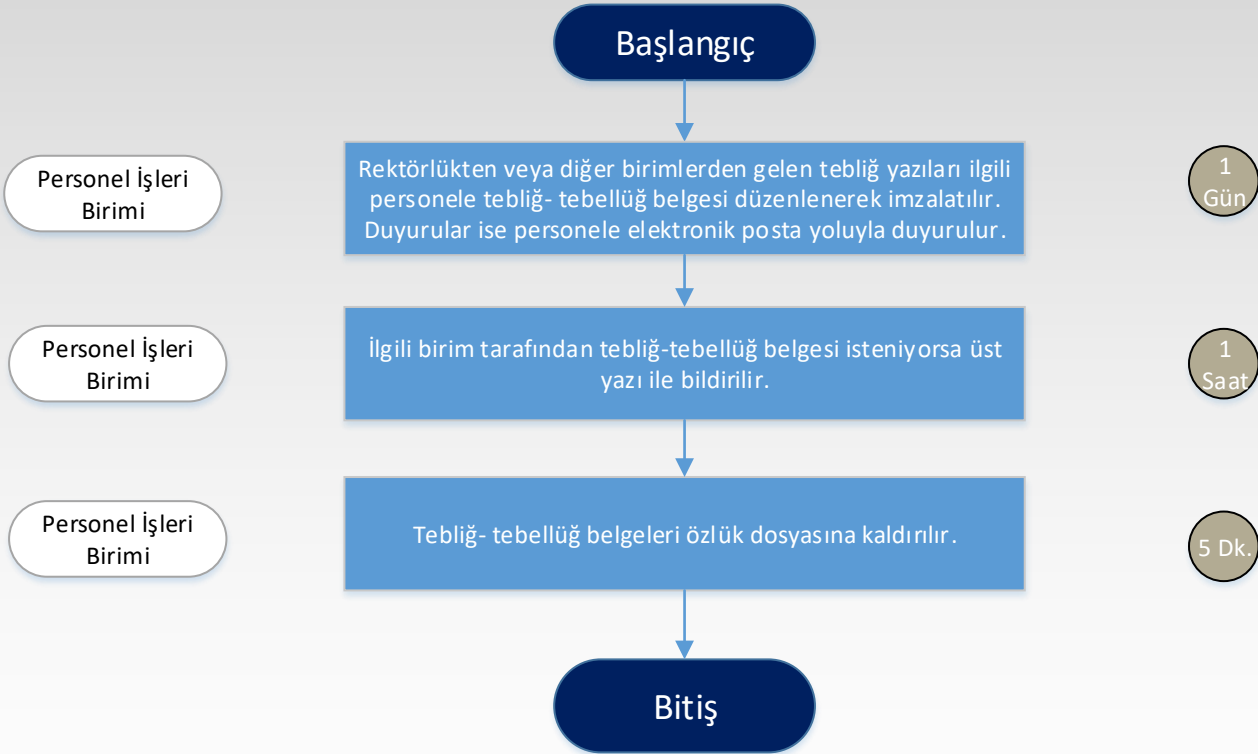 Başlangıç
Personel İşleri
Birimi
Rektörlükten veya diğer birimlerden gelen tebliğ yazıları ilgili
personele tebliğ- tebellüğ belgesi düzenlenerek imzalatılır.
Duyurular ise personele elektronik posta yoluyla duyurulur.
1
Gün
Personel İşleri
Birimi
İlgili birim tarafından tebliğ-tebellüğ belgesi isteniyorsa üst
yazı ile bildirilir.
1
Saat
Personel İşleri
Birimi
Tebliğ- tebellüğ belgeleri özlük dosyasına kaldırılır.
5 Dk.
Bitiş